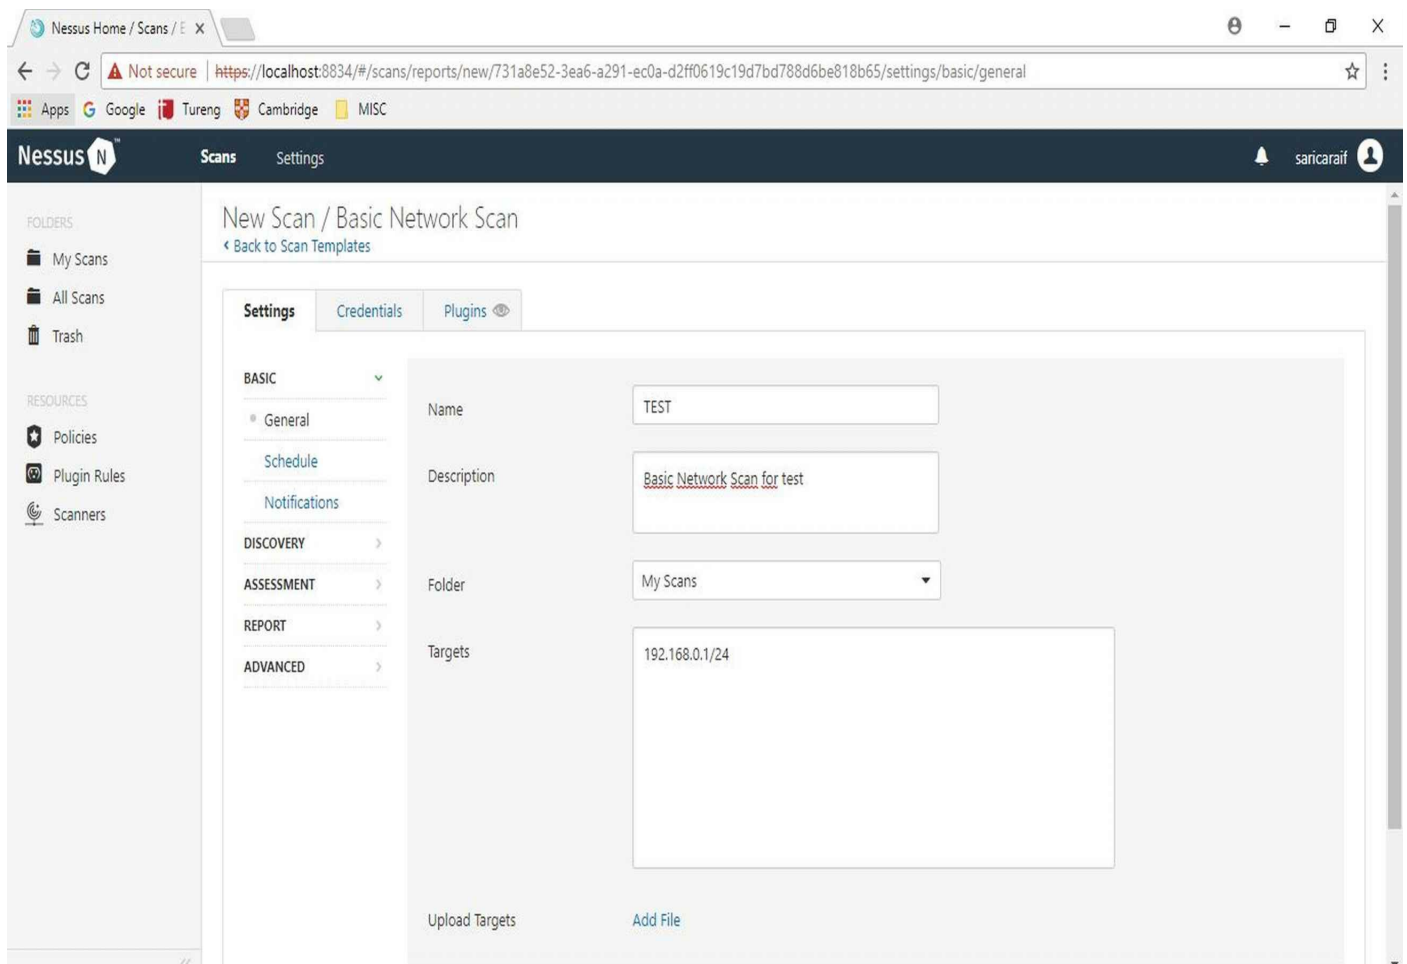 Nessus Home / Scans / E
Not secure https://localhost:8834/#/scans/reports/new/731a8e52-3ea6-a291-ec0a-d2ff0619c19d7bd788d6be818b65/settings/basic/general
Apps Google Tureng Cambridge MISC
Nessus N ™ Scans Settings saricaraif
FOLDERS
My Scans
All Scans
Trash
RESOURCES
Policies
Plugin Rules
Scanners
New Scan / Basic Network Scan
Back to Scan Templates
Settings Credentials Plugins
BASIC
General
Schedule
Notifications
DISCOVERY
ASSESSMENT
REPORT
ADVANCED
Name TEST
Description Basic Network Scan for test
Folder My Scans
Targets 192.168.0.1/24
Upload Targets Add File